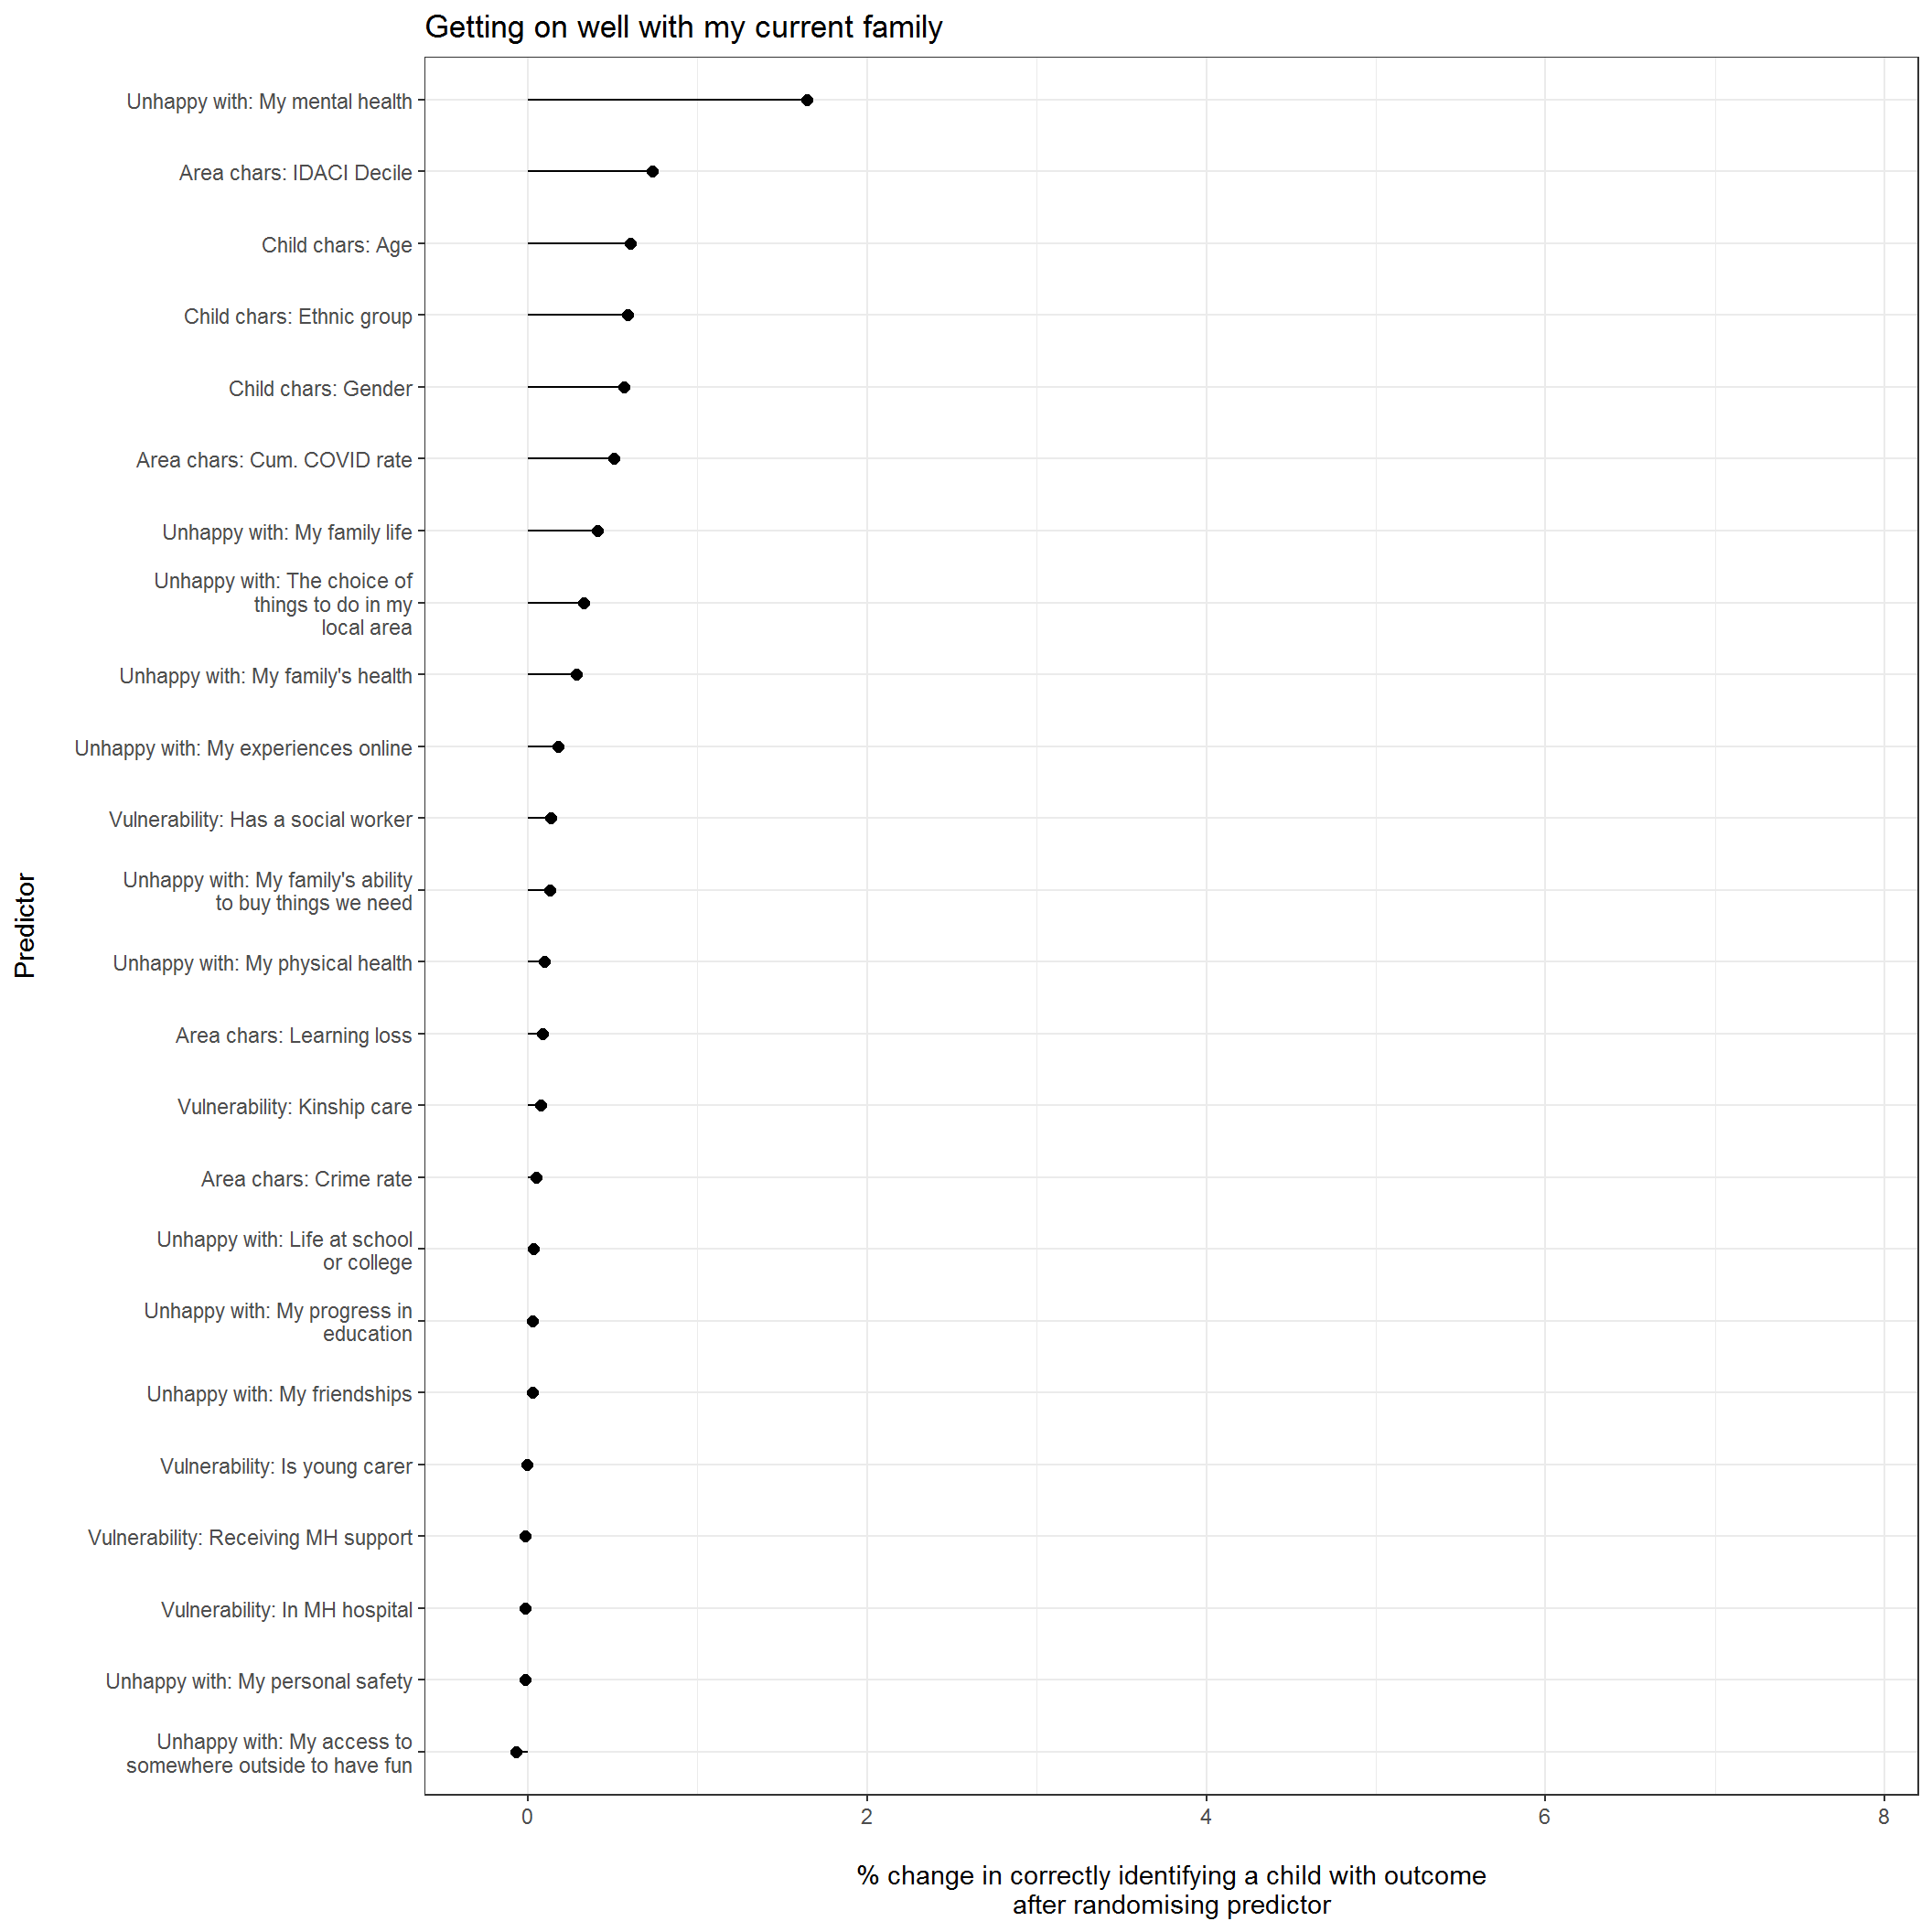 Getting on well with my current family
Unhappy with: My mental health
Area chars: IDACI Decile
Child chars: Age
Child chars: Ethnic group
Child chars: Gender
Area chars: Cum. COVID rate
Unhappy with: My family life
Unhappy with: The choice of
things to do in my
local area
Unhappy with: My family's health
Unhappy with: My experiences online
Vulnerability: Has a social worker
Unhappy with: My family's ability
to buy things we need
Unhappy with: My physical health
Area chars: Learning loss
Vulnerability: Kinship care
Area chars: Crime rate
Unhappy with: Life at school
or college
Unhappy with: My progress in
education
Unhappy with: My friendships
Vulnerability: Is young carer
Vulnerability: Receiving MH support
Vulnerability: In MH hospital
Unhappy with: My personal safety
Unhappy with: My access to
somewhere outside to have fun
Predictor
0 2 4 6 8
% change in correctly identifying a child with outcome
after randomising predictor